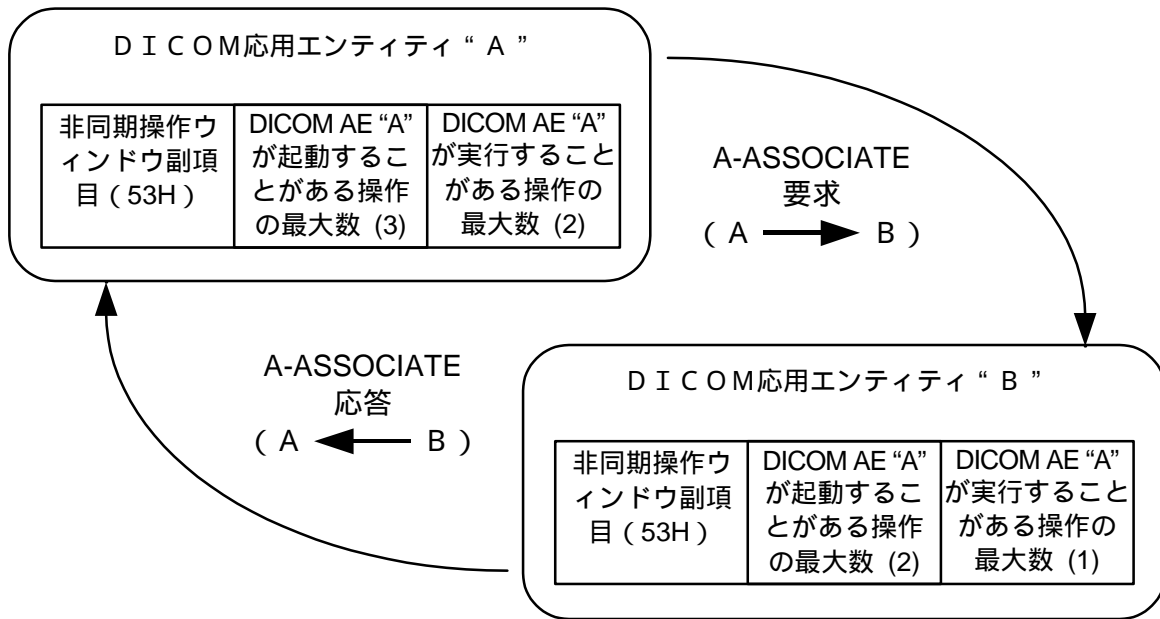 ＤＩＣＯＭ応用エンティティ“Ａ”
非同期操作ウ
ィンドウ副項
目（53H）
DICOM AE “A”
が起動するこ
とがある操作
の最大数 (3)
DICOM AE “A”
が実行すること
がある操作の
最大数 (2)
A-ASSOCIATE
要求
（Ａ Ｂ）
A-ASSOCIATE
応答
（Ａ Ｂ）
ＤＩＣＯＭ応用エンティティ“Ｂ”
非同期操作ウ
ィンドウ副項
目（53H）
DICOM AE “A”
が起動するこ
とがある操作
の最大数 (2)
DICOM AE “A”
が実行すること
がある操作の
最大数 (1)